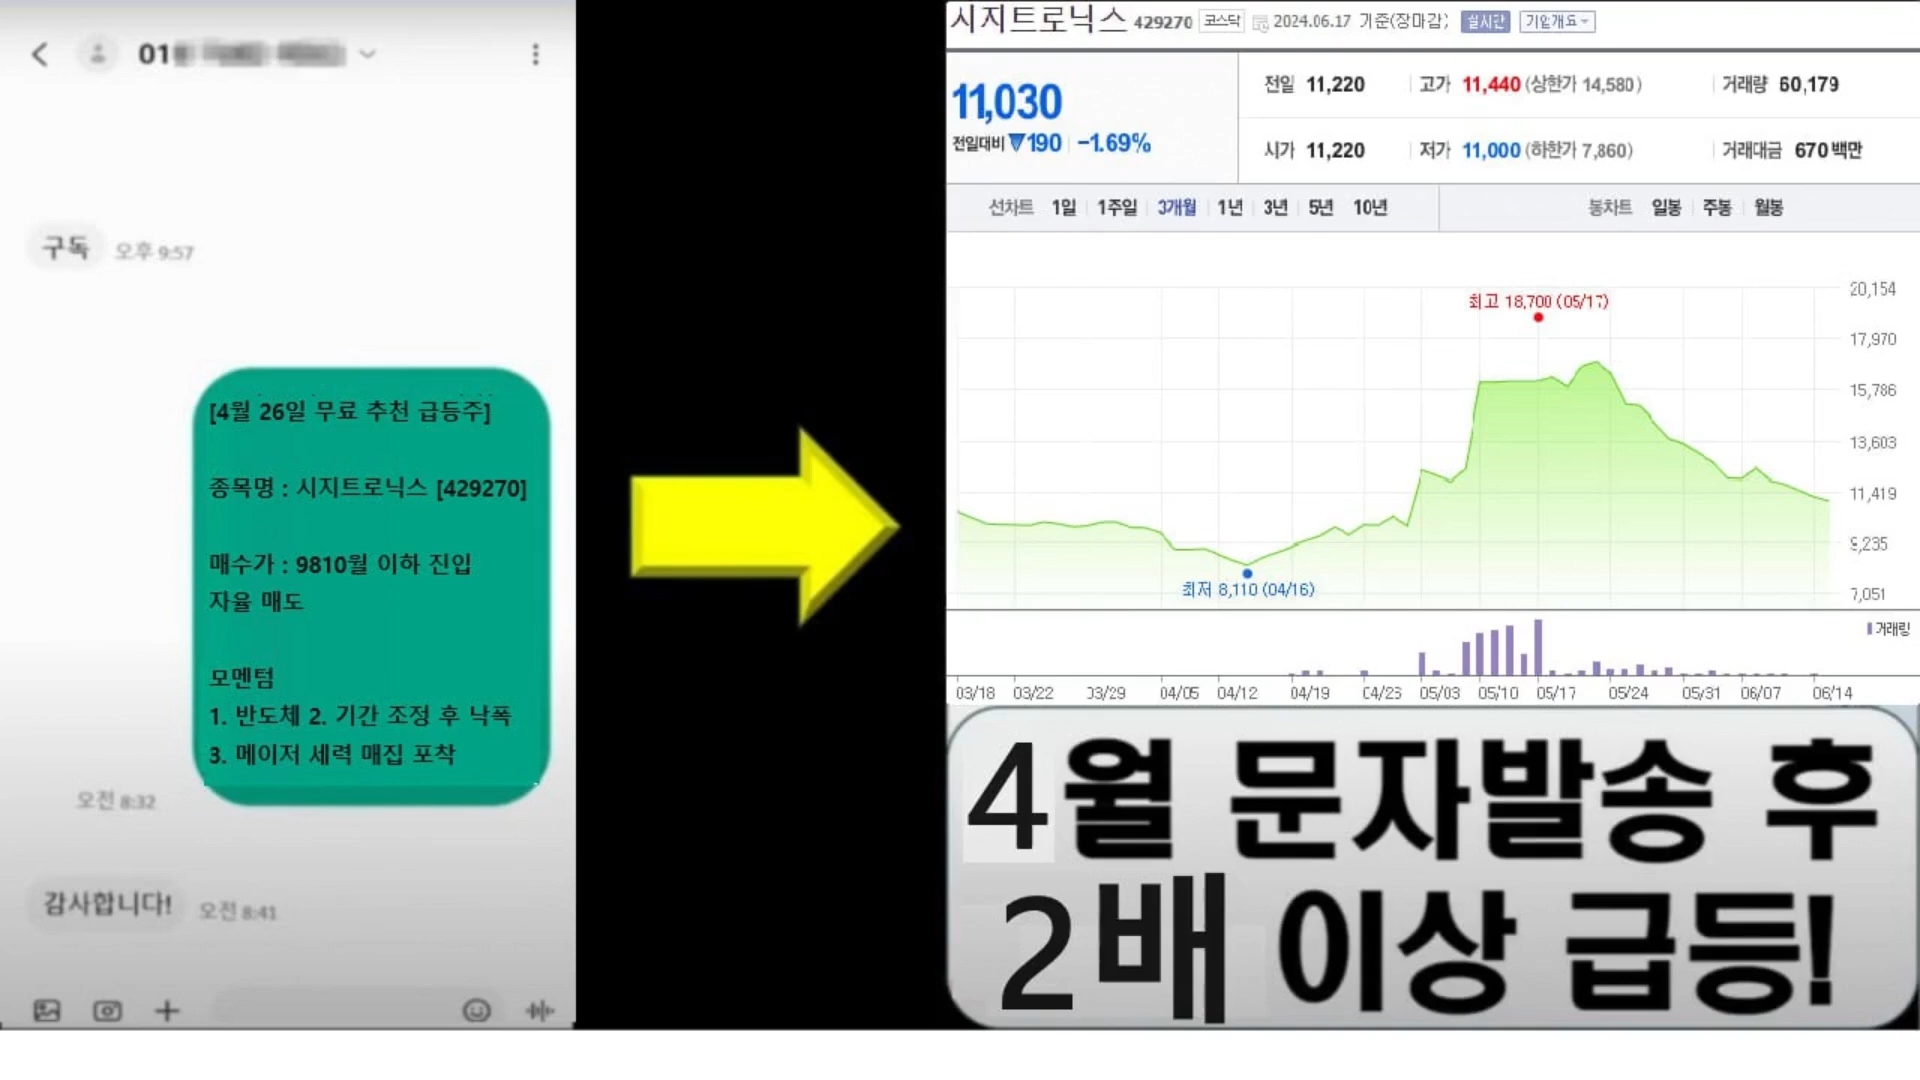 01
구독 오후 9:57
[4월 26일 무료 추천 급등주]
종목명 : 시지트로닉스 [429270]
매수가 : 9810월 이하 진입
자율 매도
모멘텀
1. 반도체 2. 기간 조정 후 낙폭
3. 메이저 세력 매집 포착
오전 8:32
감사합니다! 오전 8:41
시지트로닉스 429270 코스닥 2024.06.17 기준(장마감) 실시간 기업개요
11,030
전일대비 ▼190 -1.69%
전일 11,220 고가 11,440 (상한가 14,580) 거래량 60,179
시가 11,220 저가 11,000 (하한가 7,860) 거래대금 670 백만
선차트 1일 1주일 3개월 1년 3년 5년 10년 봉차트 일봉 주봉 월봉
최고 18,700 (05/17)
최저 8,110 (04/16)
20,154
17,970
15,786
13,603
11,419
9,235
7,051
거래량
03/18 03/22 03/29 04/05 04/12 04/19 04/25 05/03 05/10 05/17 05/24 05/31 06/07 06/14
4월 문자발송 후
2배 이상 급등!